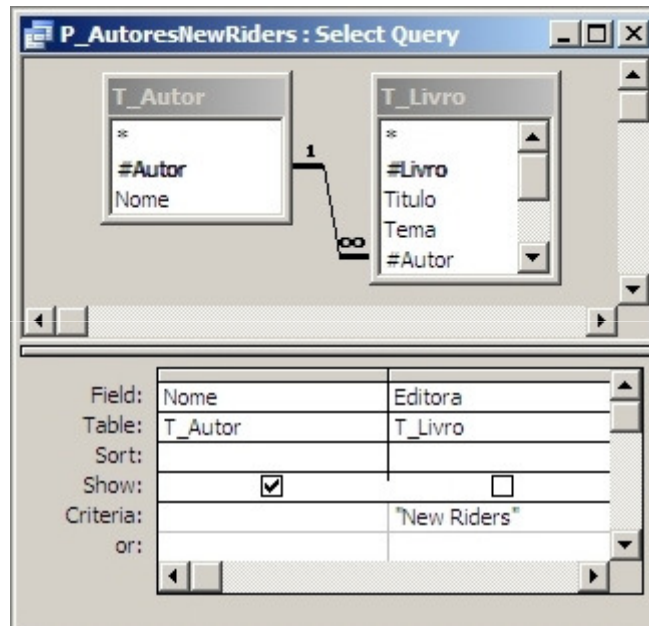 P_AutoresNewRiders : Select Query
T_Autor
*
#Autor
Nome
1
∞
T_Livro
*
#Livro
Titulo
Tema
#Autor
Field: Nome Editora
Table: T_Autor T_Livro
Sort:
Show:
Criteria: "New Riders"
or: